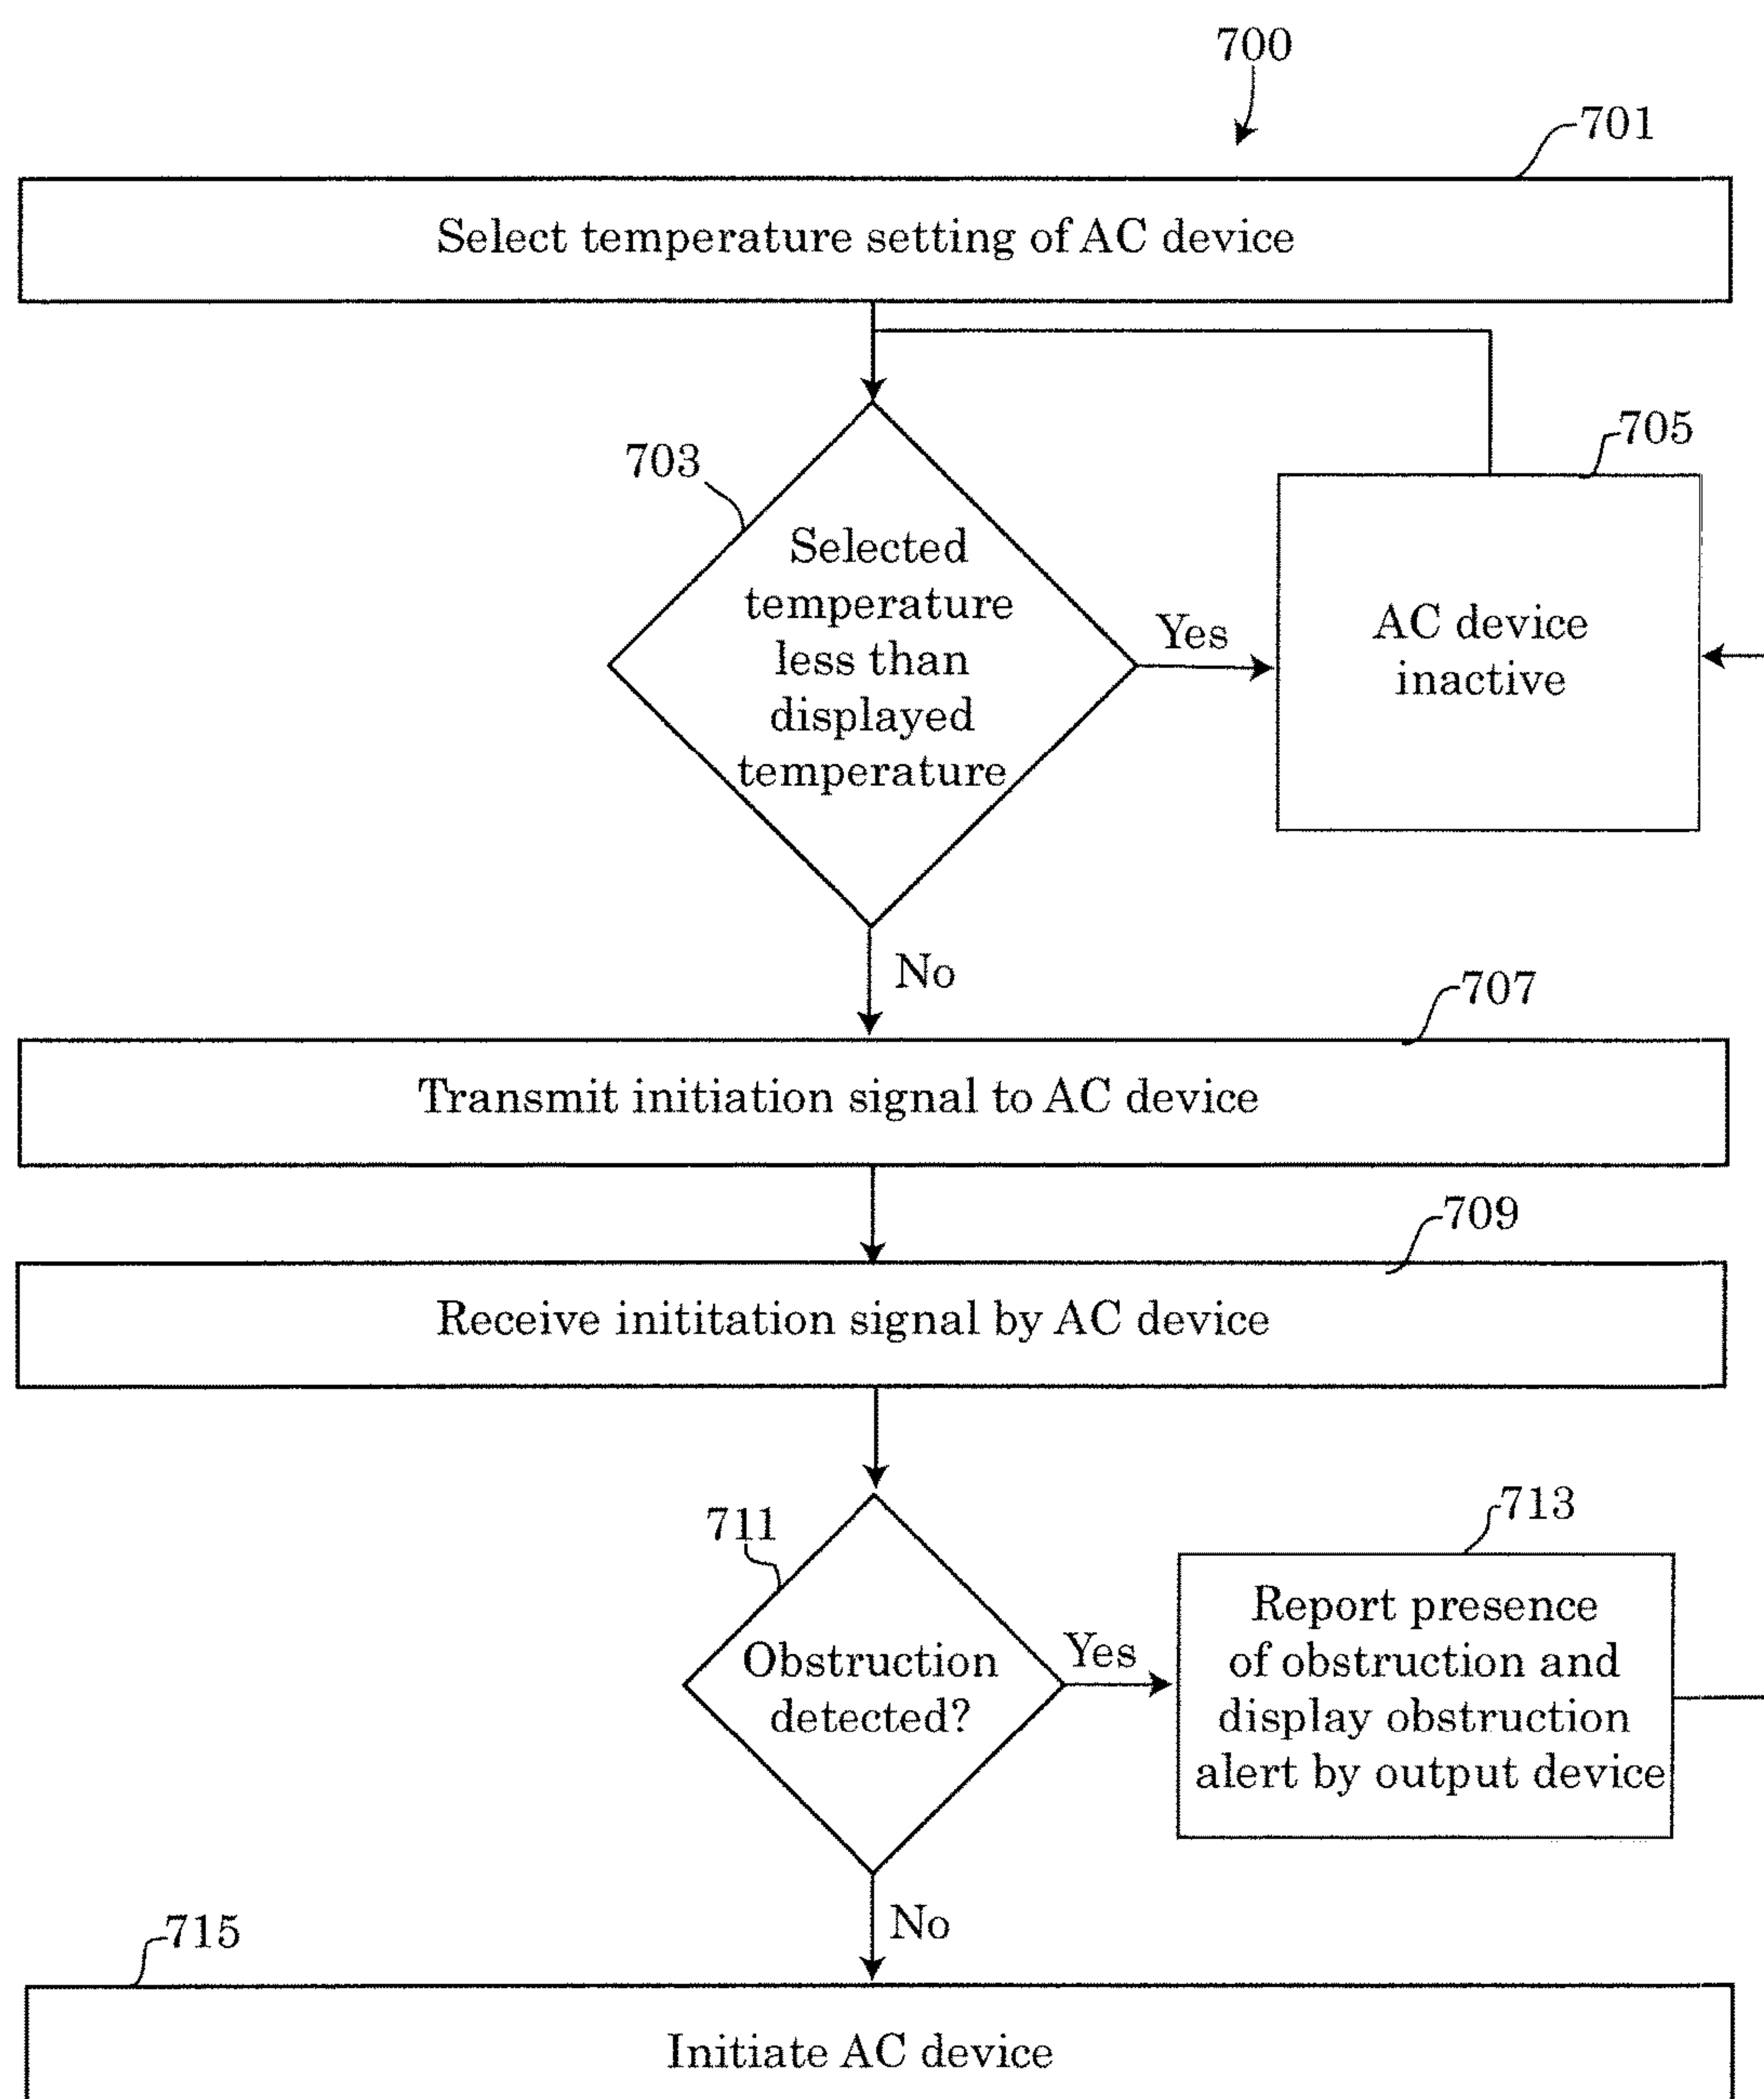 700
701
Select temperature setting of AC device
703
Selected
temperature
less than
displayed
temperature
Yes
705
AC device
inactive
No
707
Transmit initiation signal to AC device
709
Receive inititation signal by AC device
711
Obstruction
detected?
Yes
713
Report presence
of obstruction and
display obstruction
alert by output device
No
715
Initiate AC device